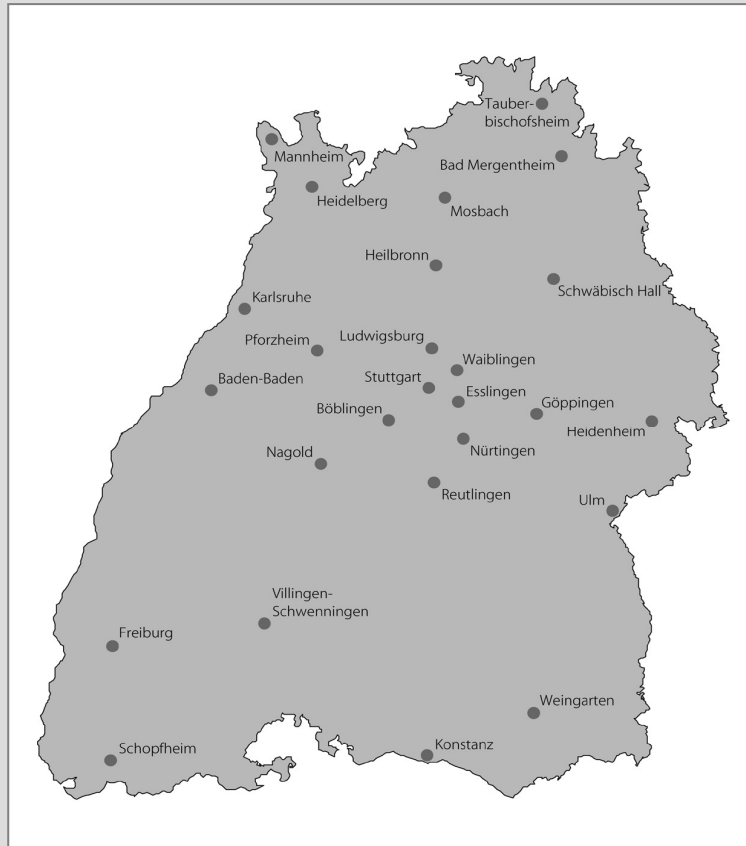 Tauber-
bischofsheim
Mannheim
Bad Mergentheim
Heidelberg
Mosbach
Heilbronn
Schwäbisch Hall
Karlsruhe
Pforzheim
Ludwigsburg
Waiblingen
Stuttgart
Baden-Baden
Esslingen
Göppingen
Böblingen
Heidenheim
Nagold
Nürtingen
Reutlingen
Ulm
Villingen-
Schwenningen
Freiburg
Weingarten
Schopfheim
Konstanz